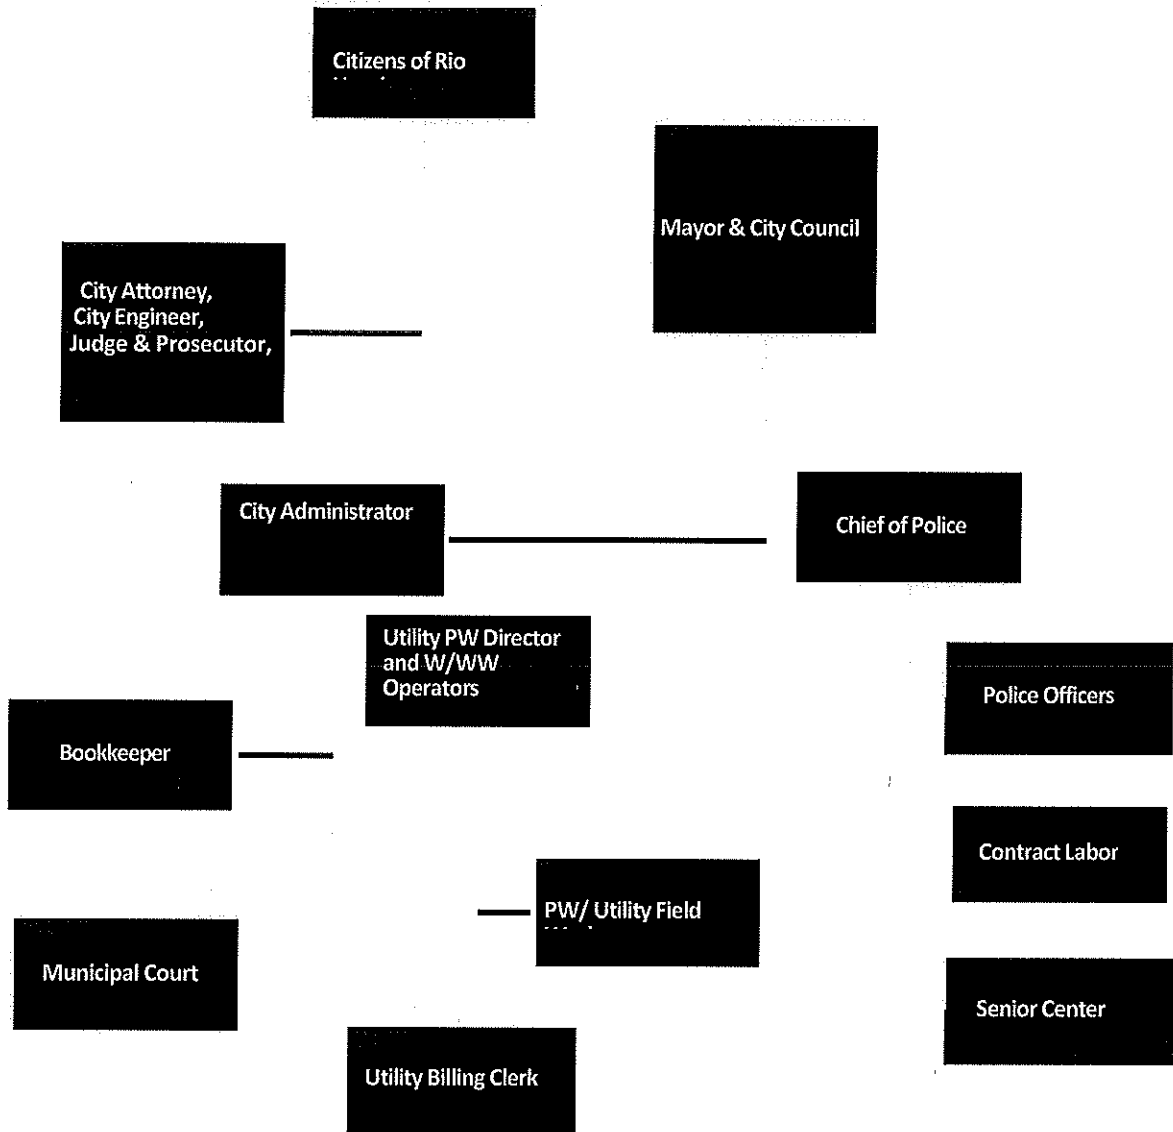 Citizens of Rio
Mayor & City Council
City Attorney,
City Engineer,
Judge & Prosecutor,
City Administrator
Chief of Police
Utility PW Director
and W/WW
Operators
Police Officers
Bookkeeper
Contract Labor
PW/ Utility Field
Municipal Court
Senior Center
Utility Billing Clerk